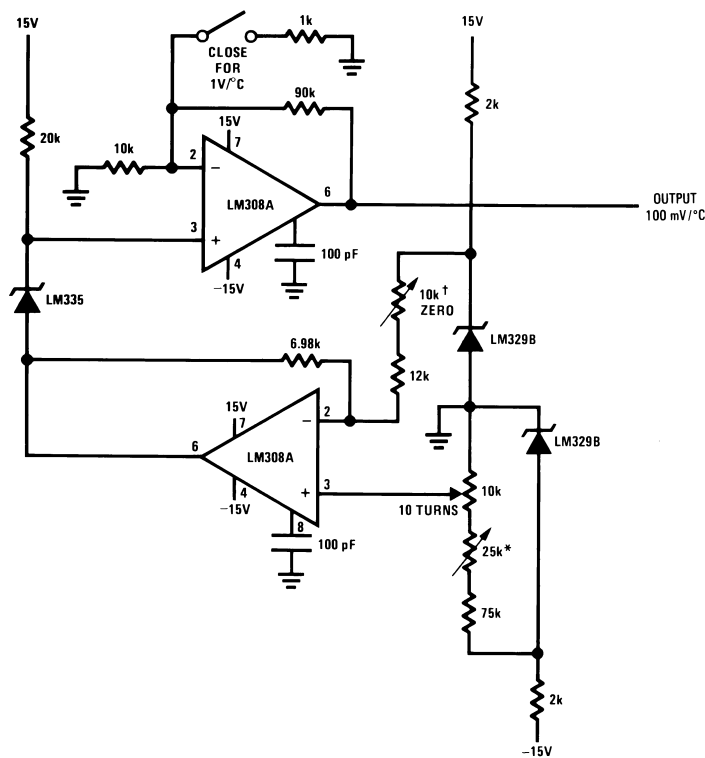 15V
1k
15V
CLOSE
FOR
1V/°C
2k
90k
15V
20k
10k
7
2
−
6
LM308A
OUTPUT
100 mV/°C
3
+
100 pF
4
−15V
10k†
ZERO
LM335
LM329B
6.98k
12k
15V
2
7
−
LM329B
6
LM308A
3
+
10k
4
−15V
10 TURNS
8
100 pF
25k*
75k
2k
−15V